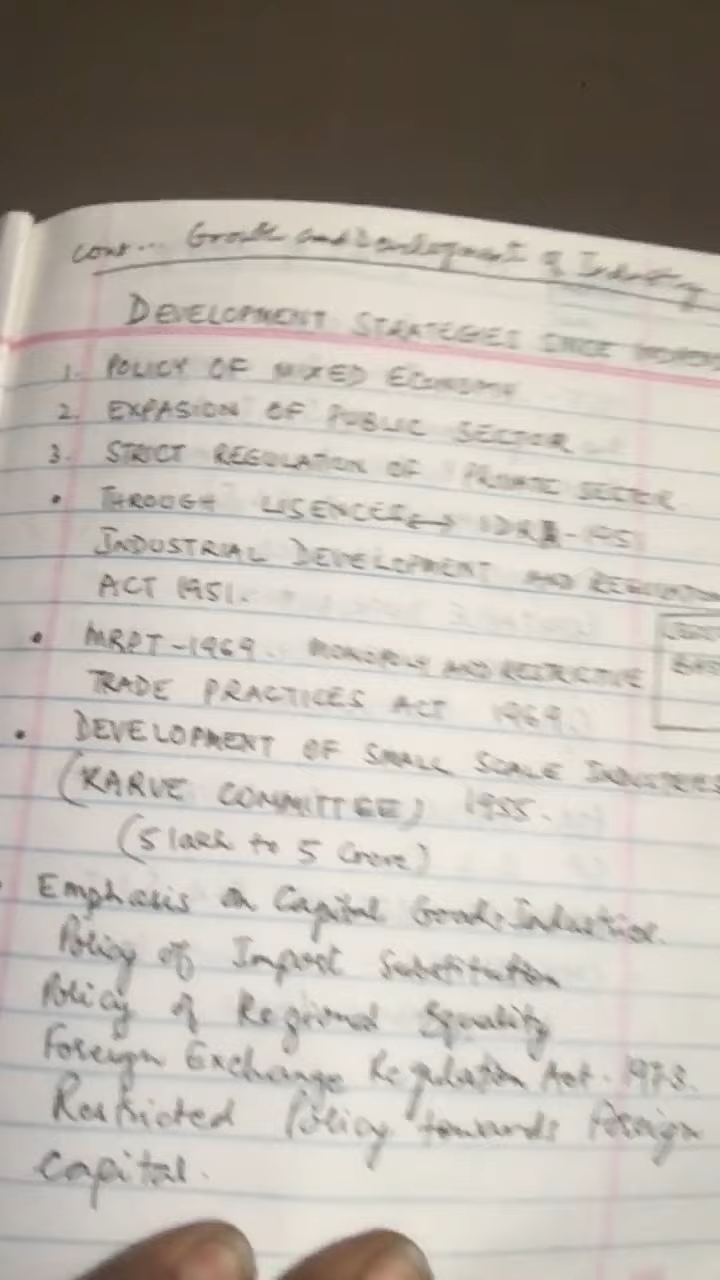 cont... Growth and Development of Industry
DEVELOPMENT STRATEGIES SINCE
1. POLICY OF MIXED ECONOMY
2. EXPASION OF PUBLIC SECTOR
3. STRICT REGULATION OF PRIVATE SECTOR
• THROUGH LISENCES ↔ IDRA-1951
INDUSTRIAL DEVELOPMENT AND REGULATION
ACT 1951.
• MRPT-1969. MONOPOLY AND RESTRICTIVE
TRADE PRACTICES ACT 1969.
• DEVELOPMENT OF SMALL SCALE INDUSTRIES
(KARVE COMMITTEE) 1955.
(5 lakh to 5 Crore)
• Emphasis on Capital Goods Industries.
Policy of Import Substitution
Policy of Regional Equality
Foreign Exchange Regulation Act. 1973.
Restricted Policy towards foreign
capital.